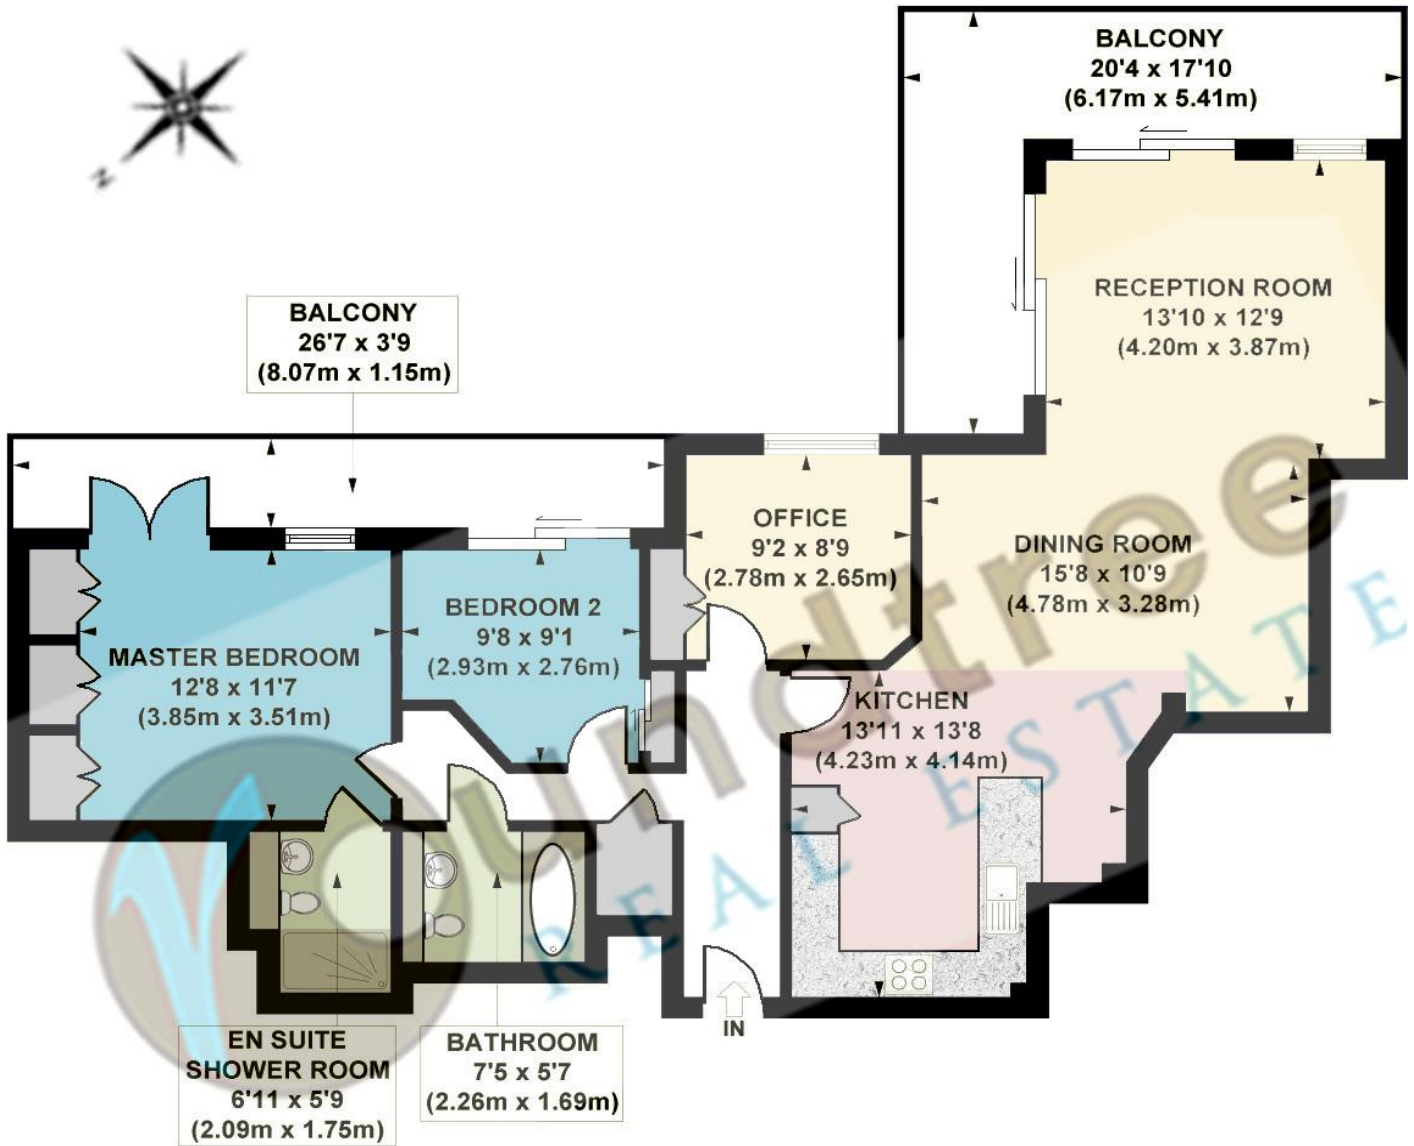 BALCONY
20'4 x 17'10
(6.17m x 5.41m)
N
RECEPTION ROOM
13'10 x 12'9
(4.20m x 3.87m)
BALCONY
26'7 x 3'9
(8.07m x 1.15m)
OFFICE
9'2 x 8'9
(2.78m x 2.65m)
DINING ROOM
15'8 x 10'9
(4.78m x 3.28m)
BEDROOM 2
9'8 x 9'1
(2.93m x 2.76m)
MASTER BEDROOM
12'8 x 11'7
(3.85m x 3.51m)
KITCHEN
13'11 x 13'8
(4.23m x 4.14m)
IN
EN SUITE
SHOWER ROOM
6'11 x 5'9
(2.09m x 1.75m)
BATHROOM
7'5 x 5'7
(2.26m x 1.69m)
roundtree
REAL ESTATE